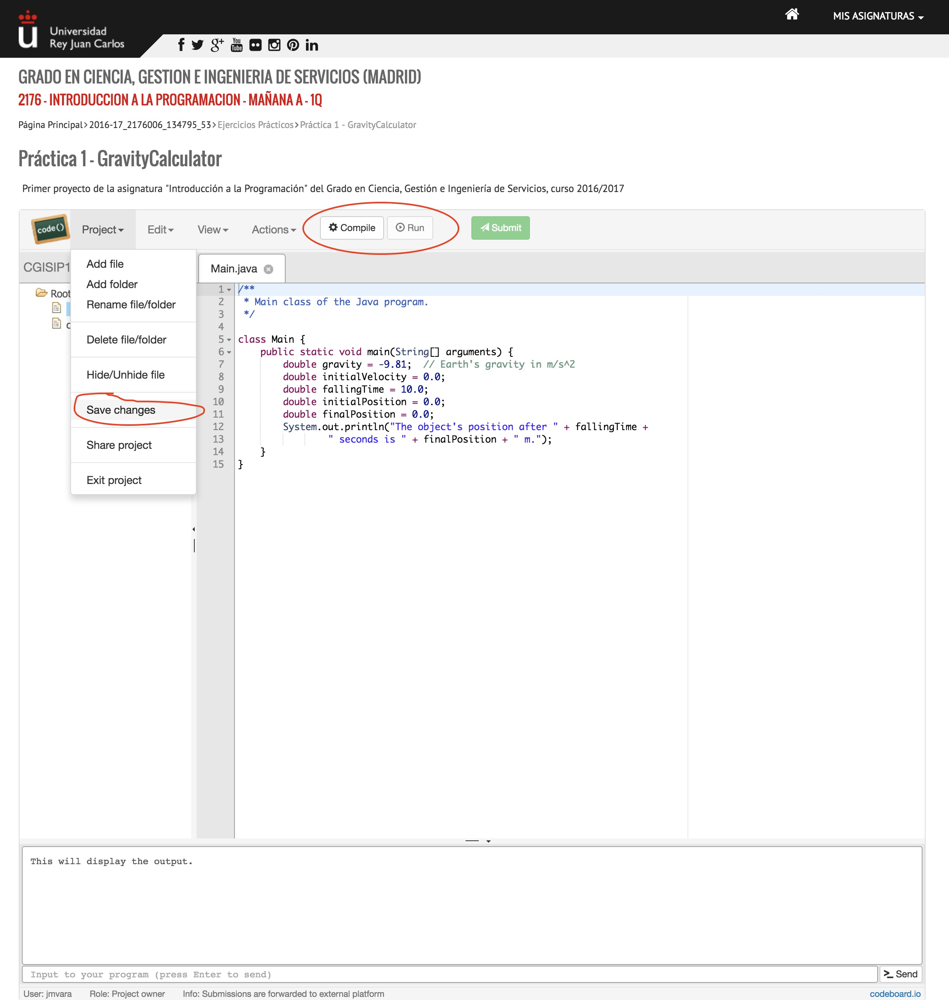 Universidad
Rey Juan Carlos
MIS ASIGNATURAS
You
Tube
GRADO EN CIENCIA, GESTION E INGENIERIA DE SERVICIOS (MADRID)
2176 - INTRODUCCION A LA PROGRAMACION - MAÑANA A - 1Q
Página Principal > 2016-17_2176006_134795_53 > Ejercicios Prácticos > Práctica 1 - GravityCalculator
Práctica 1 - GravityCalculator
Primer proyecto de la asignatura "Introducción a la Programación" del Grado en Ciencia, Gestión e Ingeniería de Servicios, curso 2016/2017
code() Project Edit View Actions Compile Run Submit
CGISIP1
Root
Add file
Add folder
Rename file/folder
Delete file/folder
Hide/Unhide file
Save changes
Share project
Exit project
Main.java
1 /**
2  * Main class of the Java program.
3  */
4
5 class Main {
6     public static void main(String[] arguments) {
7         double gravity = -9.81;  // Earth's gravity in m/s^2
8         double initialVelocity = 0.0;
9         double fallingTime = 10.0;
10         double initialPosition = 0.0;
11         double finalPosition = 0.0;
12         System.out.println("The object's position after " + fallingTime +
13                 " seconds is " + finalPosition + " m.");
14     }
15 }
This will display the output.
Input to your program (press Enter to send)
>_ Send
User: jmvara Role: Project owner Info: Submissions are forwarded to external platform codeboard.io